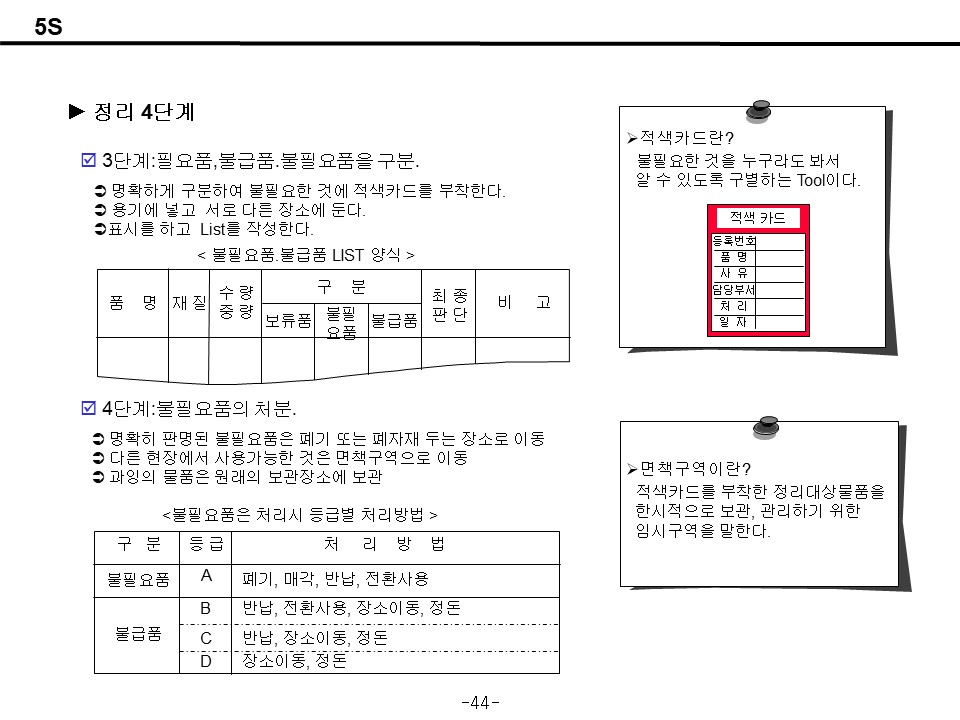 5S
► 정리 4단계
☑ 3단계:필요품,불급품.불필요품을 구분.
➲ 명확하게 구분하여 불필요한 것에 적색카드를 부착한다.
➲ 용기에 넣고 서로 다른 장소에 둔다.
➲표시를 하고 List를 작성한다.
< 불필요품.불급품 LIST 양식 >
품 명 재 질 수 량 중 량 구 분 최 종 판 단 비 고
보류품 불필요품 불급품
☑ 4단계:불필요품의 처분.
➲ 명확히 판명된 불필요품은 폐기 또는 폐자재 두는 장소로 이동
➲ 다른 현장에서 사용가능한 것은 면책구역으로 이동
➲ 과잉의 물품은 원래의 보관장소에 보관
<불필요품은 처리시 등급별 처리방법 >
구 분 등 급 처 리 방 법
불필요품 A 폐기, 매각, 반납, 전환사용
불급품 B 반납, 전환사용, 장소이동, 정돈
C 반납, 장소이동, 정돈
D 장소이동, 정돈
➢적색카드란?
불필요한 것을 누구라도 봐서
알 수 있도록 구별하는 Tool이다.
적색 카드
등록번호
품 명
사 유
담당부서
처 리
일 자
➢면책구역이란?
적색카드를 부착한 정리대상물품을
한시적으로 보관, 관리하기 위한
임시구역을 말한다.
-44-